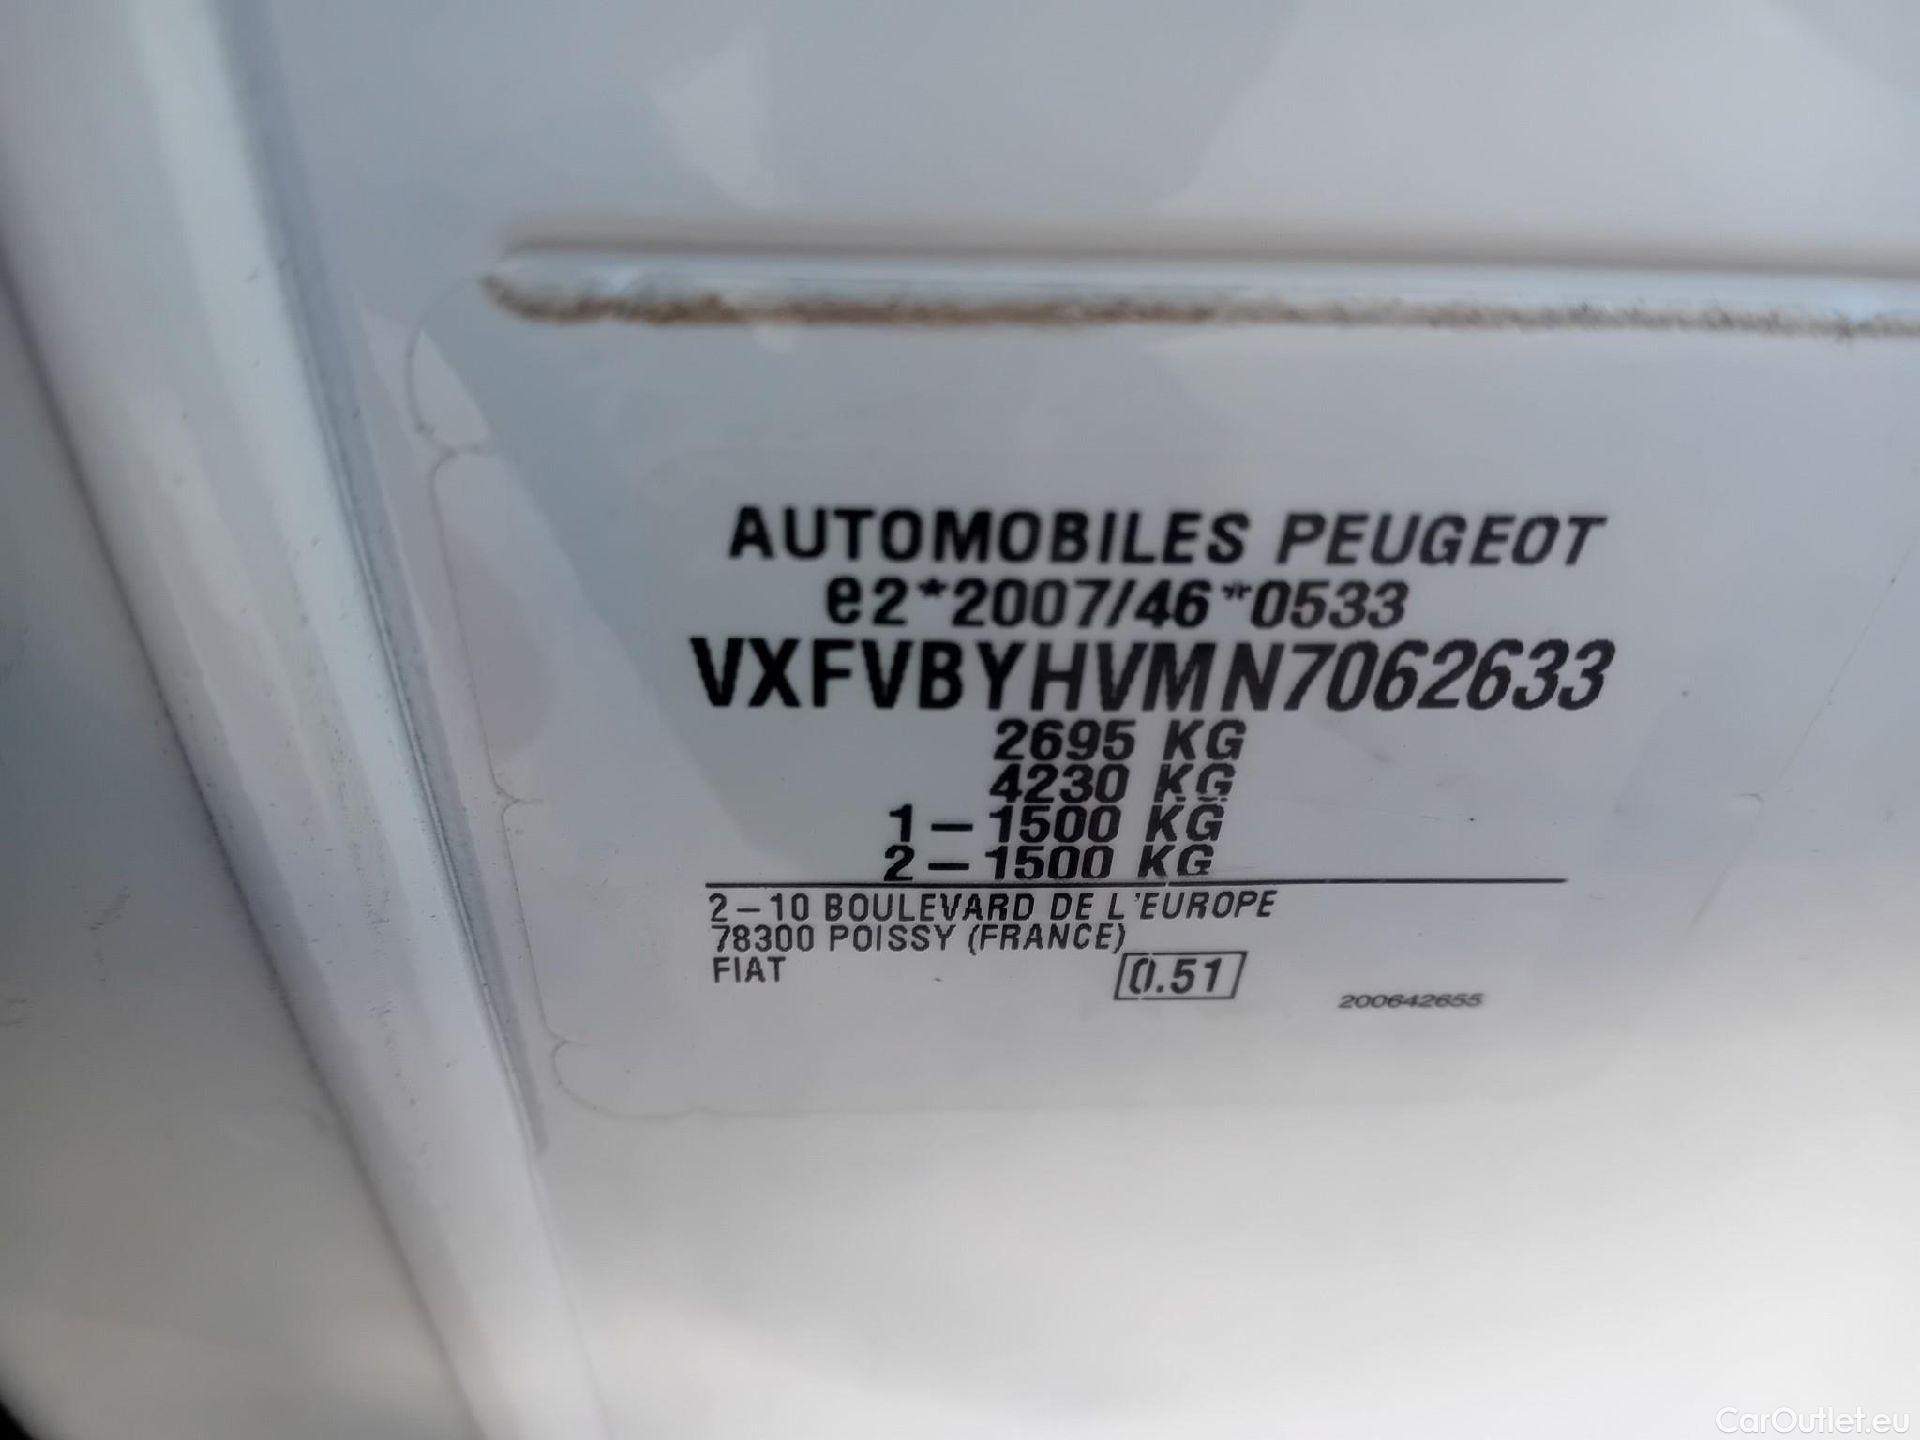 AUTOMOBILES PEUGEOT
e2*2007/46*0533
VXFVBYHVMN7062633
2695 KG
4230 KG
1-1500 KG
2-1500 KG
2-10 BOULEVARD DE L'EUROPE
78300 POISSY (FRANCE)
FIAT
0.51
200642655
CarOutlet.eu